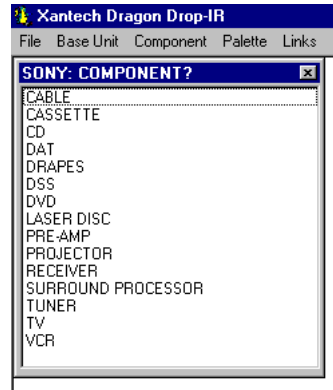 Xantech Dragon Drop-IR
File Base Unit Component Palette Links
SONY: COMPONENT?
CABLE
CASSETTE
CD
DAT
DRAPES
DSS
DVD
LASER DISC
PRE-AMP
PROJECTOR
RECEIVER
SURROUND PROCESSOR
TUNER
TV
VCR